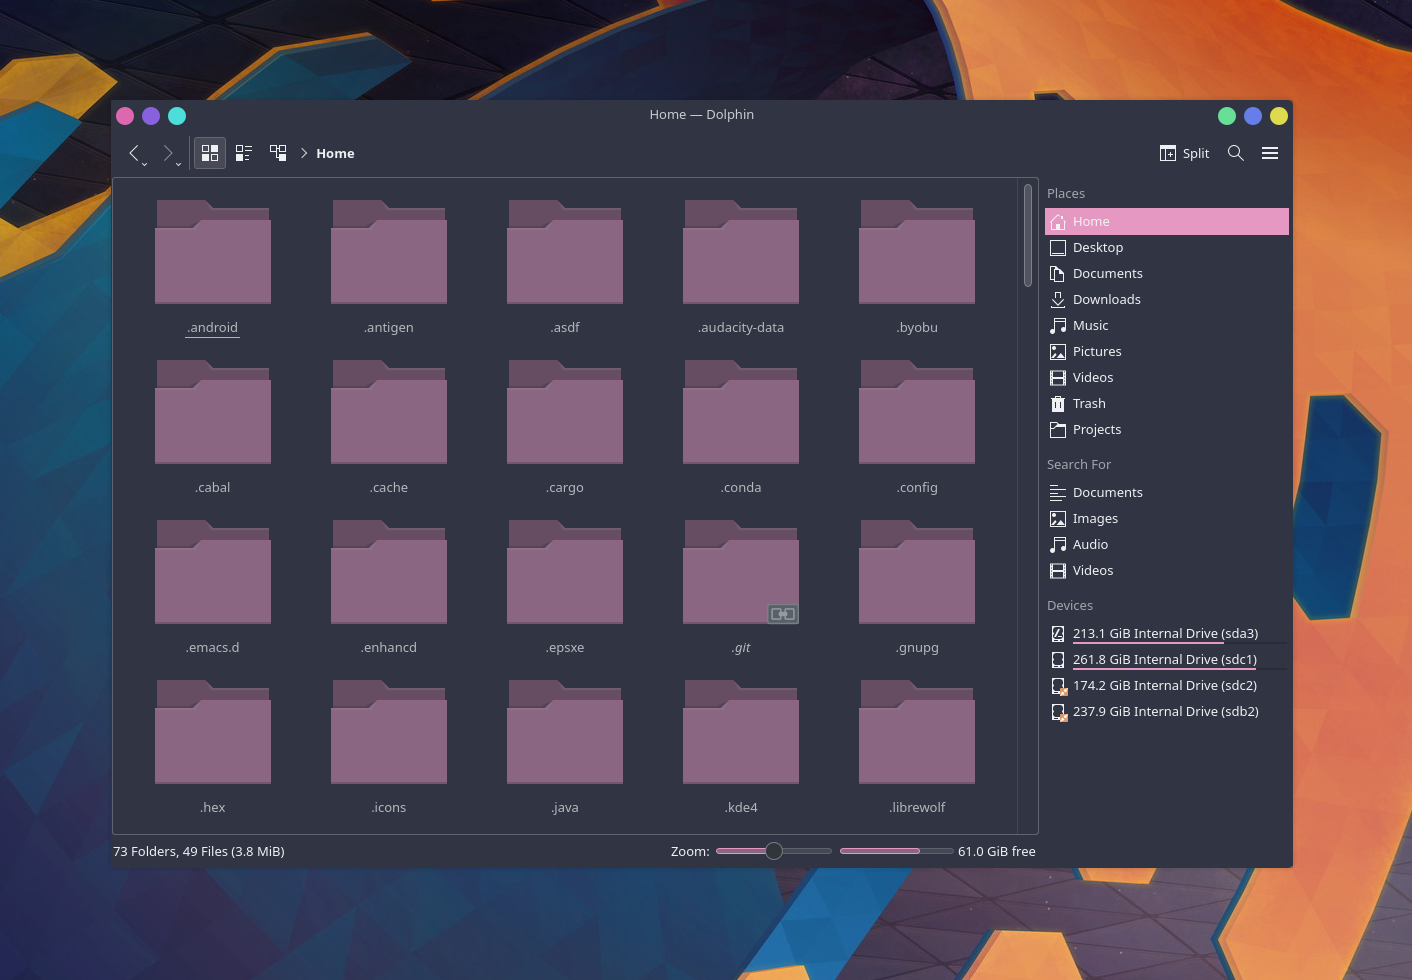 Home — Dolphin
Home
Split
.android
.antigen
.asdf
.audacity-data
.byobu
.cabal
.cache
.cargo
.conda
.config
.emacs.d
.enhancd
.epsxe
.git
.gnupg
.hex
.icons
.java
.kde4
.librewolf
73 Folders, 49 Files (3.8 MiB)
Zoom:
61.0 GiB free
Places
Home
Desktop
Documents
Downloads
Music
Pictures
Videos
Trash
Projects
Search For
Documents
Images
Audio
Videos
Devices
213.1 GiB Internal Drive (sda3)
261.8 GiB Internal Drive (sdc1)
174.2 GiB Internal Drive (sdc2)
237.9 GiB Internal Drive (sdb2)